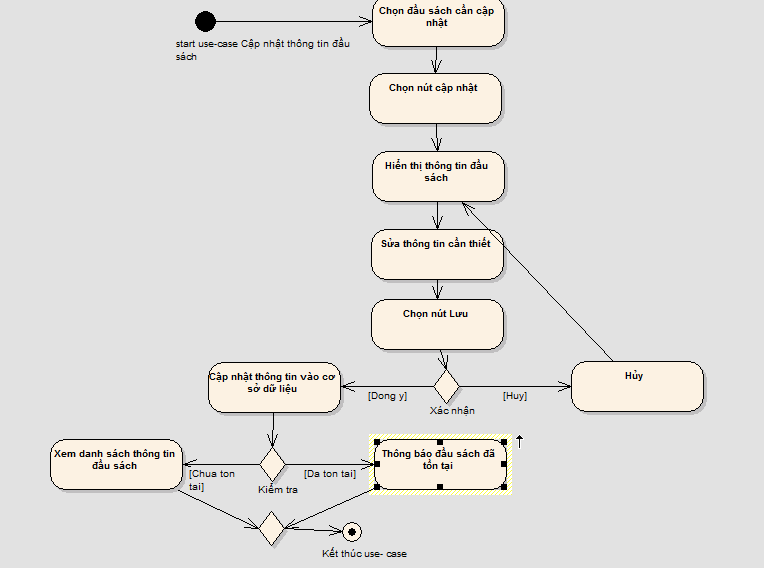 Chọn đầu sách cần cập
nhật
start use-case Cập nhật thông tin đầu
sách
Chọn nút cập nhật
Hiển thị thông tin đầu
sách
Sửa thông tin cần thiết
Chọn nút Lưu
Cập nhật thông tin vào cơ
sở dữ liệu
[Dong y]
Xác nhận
[Huy]
Hủy
Xem danh sách thông tin
đầu sách
[Chua ton
tai]
Kiểm tra
[Da ton tai]
Thông báo đầu sách đã
tồn tại
Kết thúc use- case